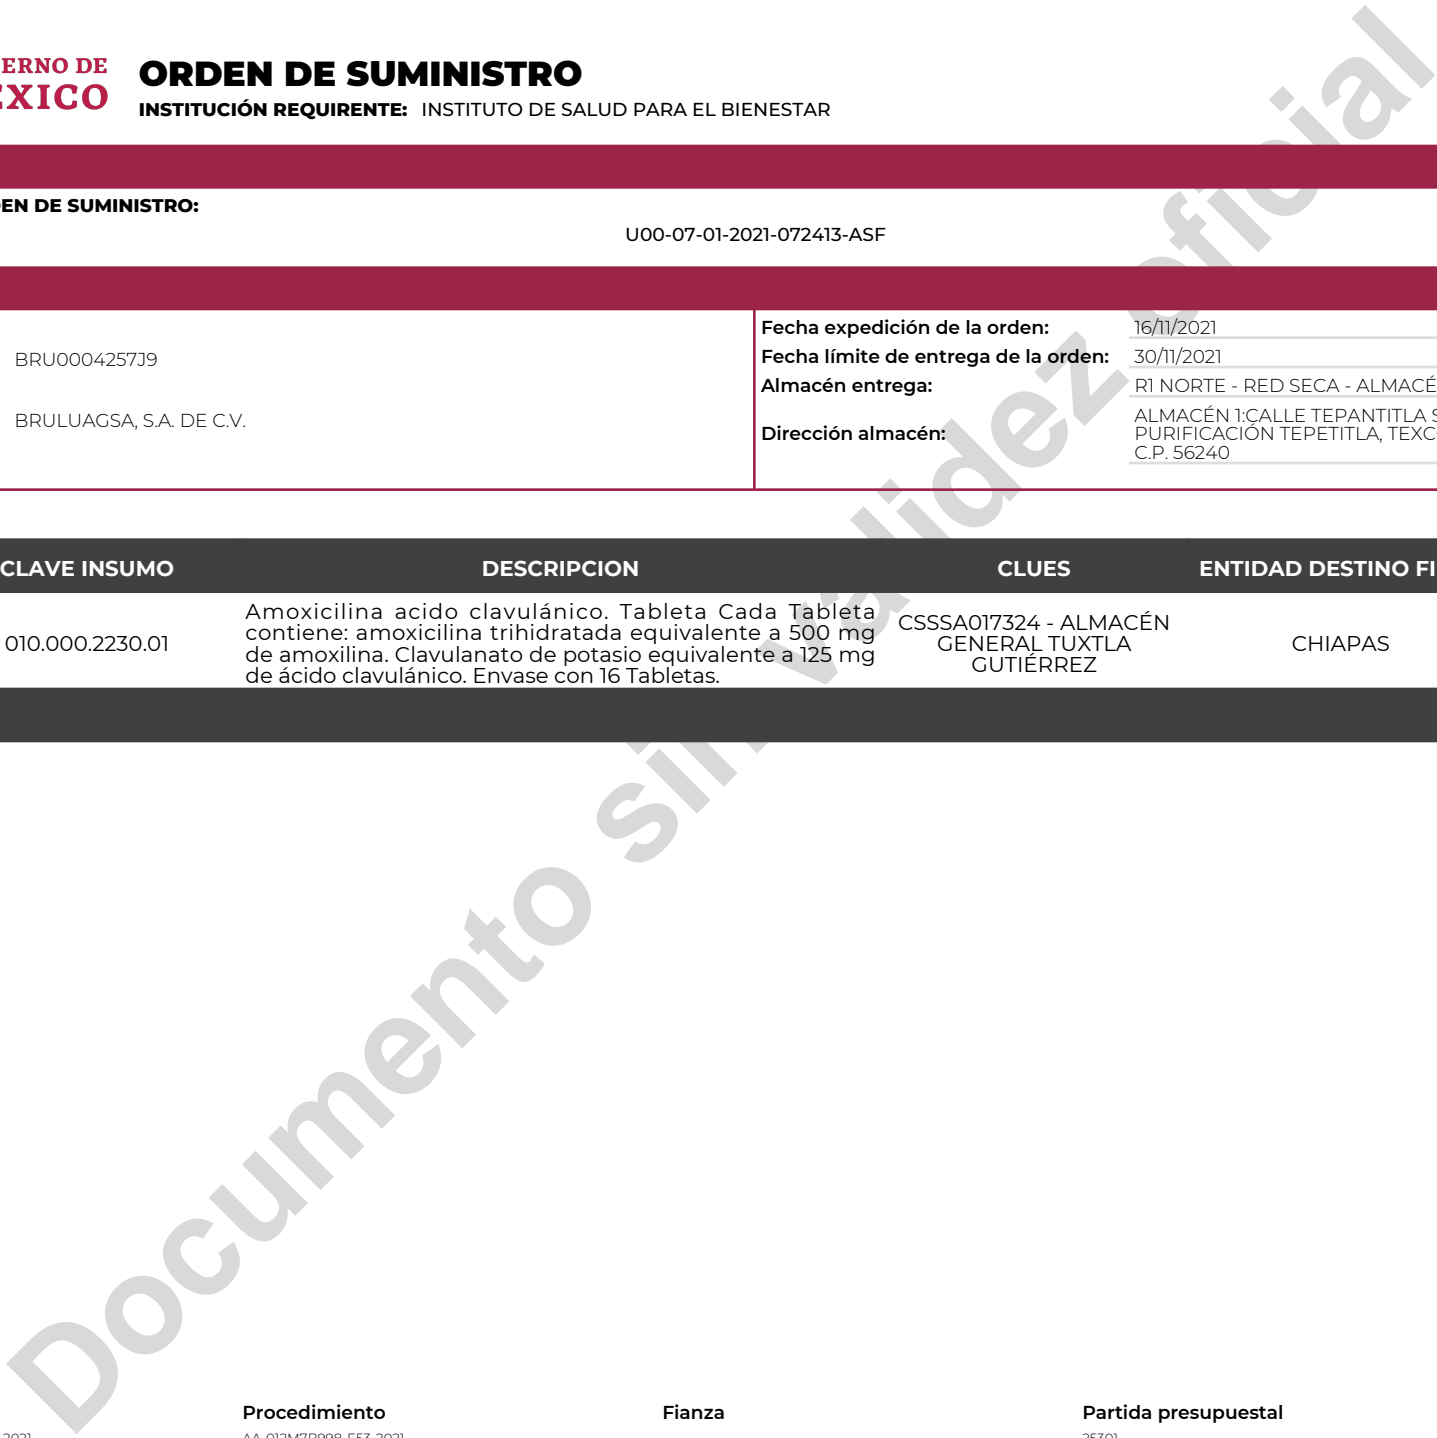 ERNO DE
EXICO
ORDEN DE SUMINISTRO
INSTITUCIÓN REQUIRENTE: INSTITUTO DE SALUD PARA EL BIENESTAR
EN DE SUMINISTRO:
U00-07-01-2021-072413-ASF
BRU0004257J9
BRULUAGSA, S.A. DE C.V.
Fecha expedición de la orden: 16/11/2021
Fecha límite de entrega de la orden: 30/11/2021
Almacén entrega: R1 NORTE - RED SECA - ALMACÉ
Dirección almacén: ALMACÉN 1:CALLE TEPANTITLA S
PURIFICACIÓN TEPETITLA, TEXC
C.P. 56240
CLAVE INSUMO DESCRIPCION CLUES ENTIDAD DESTINO FI
010.000.2230.01
Amoxicilina acido clavulánico. Tableta Cada Tableta
contiene: amoxicilina trihidratada equivalente a 500 mg
de amoxilina. Clavulanato de potasio equivalente a 125 mg
de ácido clavulánico. Envase con 16 Tabletas.
CSSSA017324 - ALMACÉN
GENERAL TUXTLA
GUTIÉRREZ
CHIAPAS
Documento sin validez oficial
Procedimiento Fianza Partida presupuestal